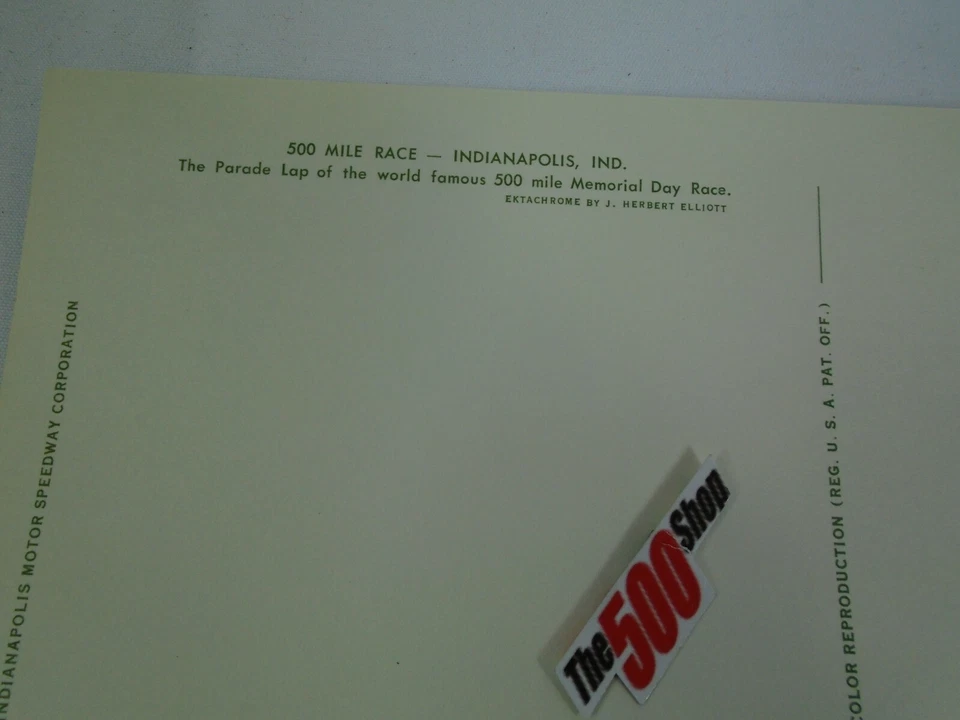 500 MILE RACE — INDIANAPOLIS, IND.
The Parade Lap of the world famous 500 mile Memorial Day Race.
EKTACHROME BY J. HERBERT ELLIOTT
INDIANAPOLIS MOTOR SPEEDWAY CORPORATION
COLOR REPRODUCTION (REG. U. S. A. PAT. OFF.)
The 500 Shop